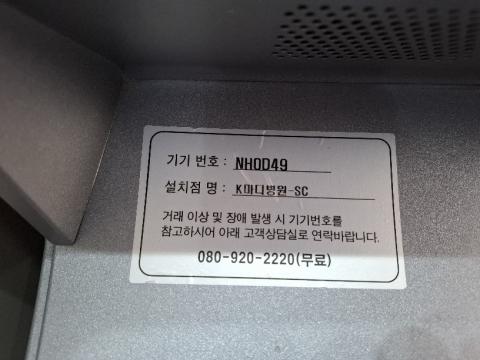 기기 번호 : NH0D49
설치점 명 : K마디병원-SC
거래 이상 및 장애 발생 시 기기번호를
참고하시어 아래 고객상담실로 연락바랍니다.
080-920-2220(무료)